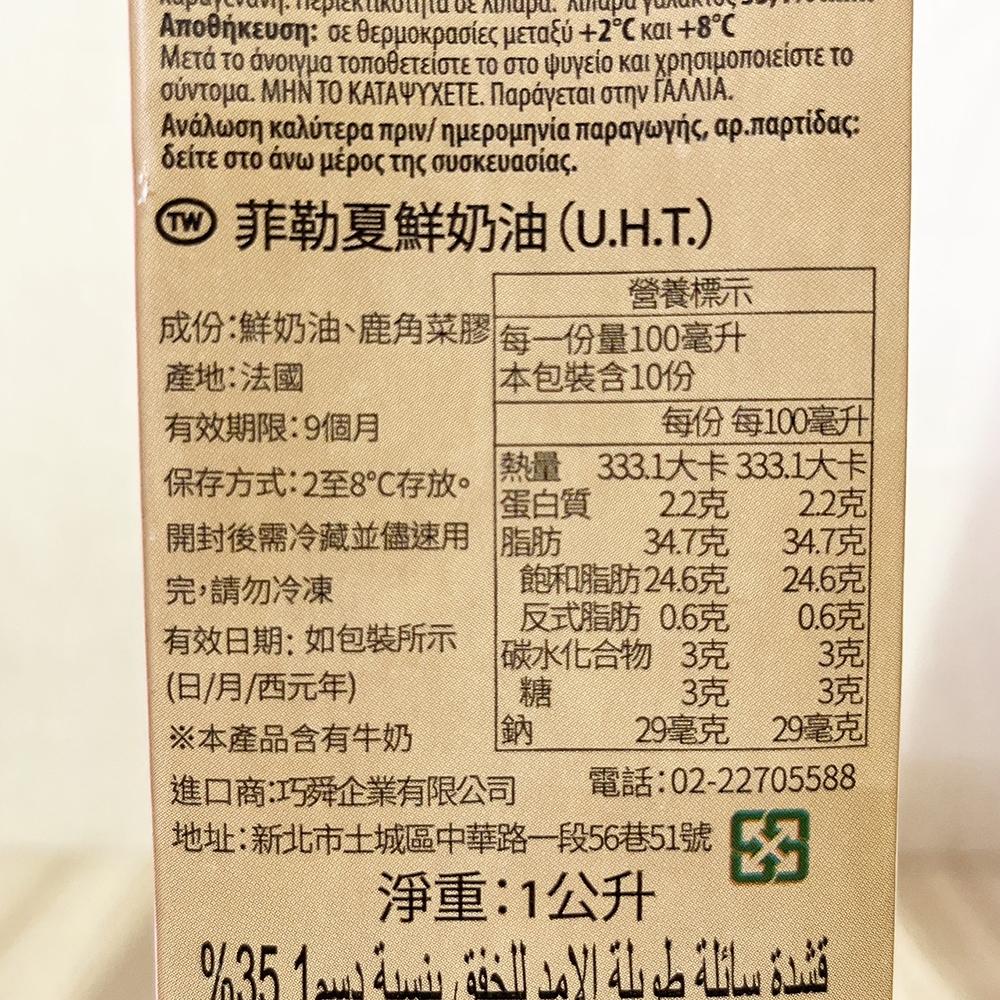 καραγενάνη. Περιεκτικότητα σε λιπαρά:
Αποθήκευση: σε θερμοκρασίες μεταξύ +2°C και +8°C
Μετά το άνοιγμα τοποθετείστε το στο ψυγείο και χρησιμοποιείστε το
σύντομα. ΜΗΝ ΤΟ ΚΑΤΑΨΥΧΕΤΕ. Παράγεται στην ΓΑΛΛΙΑ.
Ανάλωση καλύτερα πριν/ ημερομηνία παραγωγής, αρ.παρτίδας:
δείτε στο άνω μέρος της συσκευασίας.
TW 菲勒夏鮮奶油(U.H.T.)
成份:鮮奶油、鹿角菜膠
產地:法國
有效期限:9個月
保存方式:2至8°C存放。
開封後需冷藏並儘速用
完,請勿冷凍
有效日期: 如包裝所示
(日/月/西元年)
※本產品含有牛奶
營養標示
每一份量100毫升
本包裝含10份
每份 每100毫升
熱量 333.1大卡 333.1大卡
蛋白質 2.2克 2.2克
脂肪 34.7克 34.7克
飽和脂肪 24.6克 24.6克
反式脂肪 0.6克 0.6克
碳水化合物 3克 3克
糖 3克 3克
鈉 29毫克 29毫克
進口商:巧舜企業有限公司 電話:02-22705588
地址:新北市土城區中華路一段56巷51號
淨重:1公升
قشدة سائلة طويلة الامد للخفق بنسبة دسم 35.1%